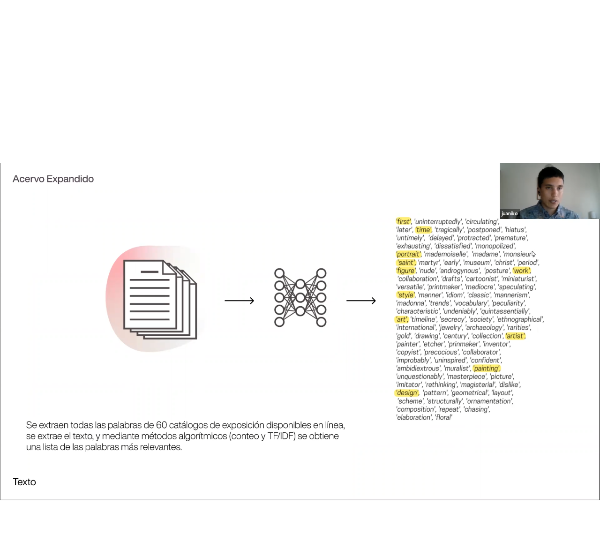 Acervo Expandido
juaniko
'first', 'uninterruptedly', 'circulating',
'later', 'time', 'tragically', 'postponed', 'hiatus',
'untimely', 'delayed', 'protracted', 'premature',
'exhausting', 'dissatisfied', 'monopolized',
'portrait', 'mademoiselle', 'madame', 'monsieur',
'saint', 'martyr', 'early', 'museum', 'christ', 'period',
'figure', 'nude', 'androgynous', 'posture', 'work',
'collaboration', 'drafts', 'cartoonist', 'miniaturist',
'versatile', 'printmaker', 'mediocre', 'speculating',
'style', 'manner', 'idiom', 'classic', 'mannerism',
'madonna', 'trends', 'vocabulary', 'peculiarity',
'characteristic', 'undeniably', 'quintassentially',
'art', 'timeline', 'secrecy', 'society', 'ethnographical',
'international', 'jewelry', 'archaeology', 'rarities',
'gold', 'drawing', 'century', 'collection', 'artist',
'painter', 'etcher', 'prinmaker', 'inventor',
'copyist', 'precocious', 'collaborator',
'improbably', 'uninspired', 'confident',
'ambidiextrous', 'muralist', 'painting',
'unquestionably', 'masterpiece', 'picture',
'imitator', 'rethinking', 'magisterial', 'dislike',
'design', 'pattern', 'geometrical', 'layout',
'scheme', 'structurally', 'ornamentation',
'composition', 'repeat', 'chasing',
'elaboration', 'floral'
Se extraen todas las palabras de 60 catálogos de exposición disponibles en línea,
se extrae el texto, y mediante métodos algorítmicos (conteo y TF/IDF) se obtiene
una lista de las palabras más relevantes.
Texto